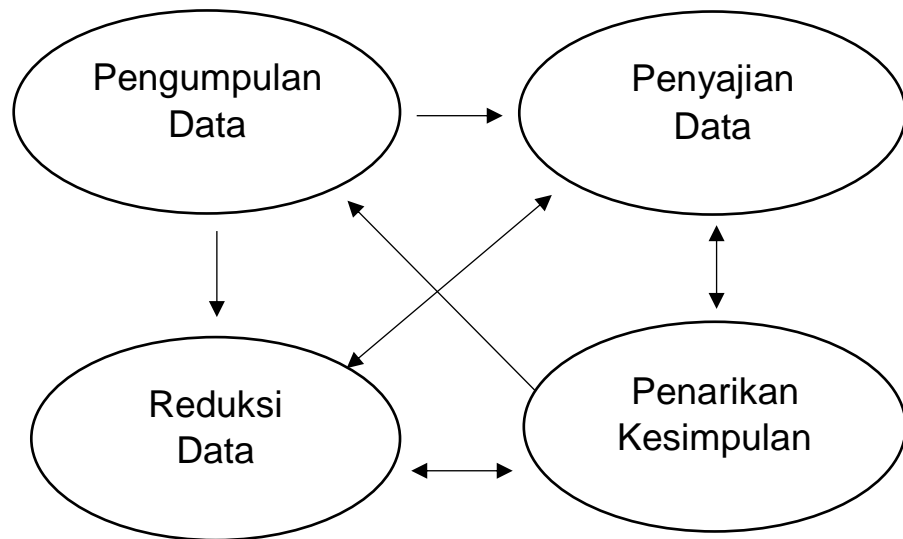 Pengumpulan
Data
Penyajian
Data
Reduksi
Data
Penarikan
Kesimpulan